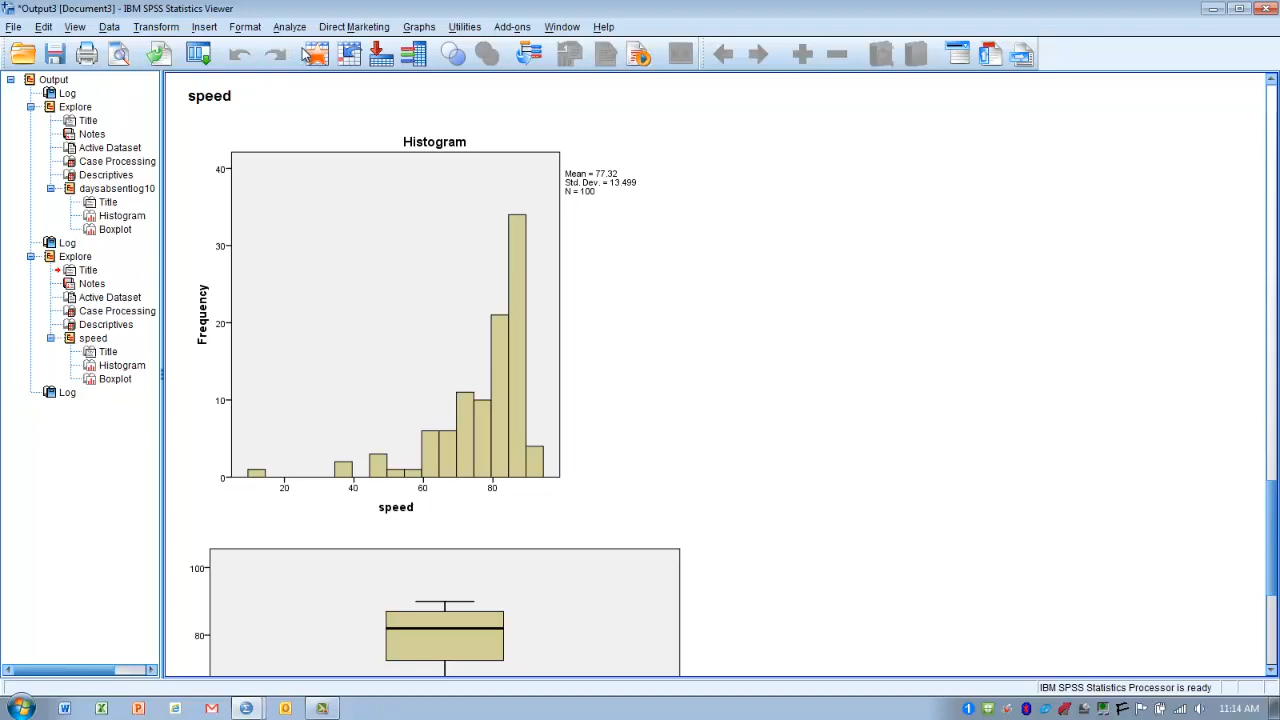 *Output3 [Document3] - IBM SPSS Statistics Viewer
File Edit View Data Transform Insert Format Analyze Direct Marketing Graphs Utilities Add-ons Window Help
Output
Log
Explore
Title
Notes
Active Dataset
Case Processing
Descriptives
daysabsentlog10
Title
Histogram
Boxplot
Log
Explore
Title
Notes
Active Dataset
Case Processing
Descriptives
speed
Title
Histogram
Boxplot
Log
speed
Histogram
Mean = 77.32
Std. Dev. = 13.499
N = 100
40
30
20
10
0
Frequency
20 40 60 80
speed
100
80
IBM SPSS Statistics Processor is ready
11:14 AM